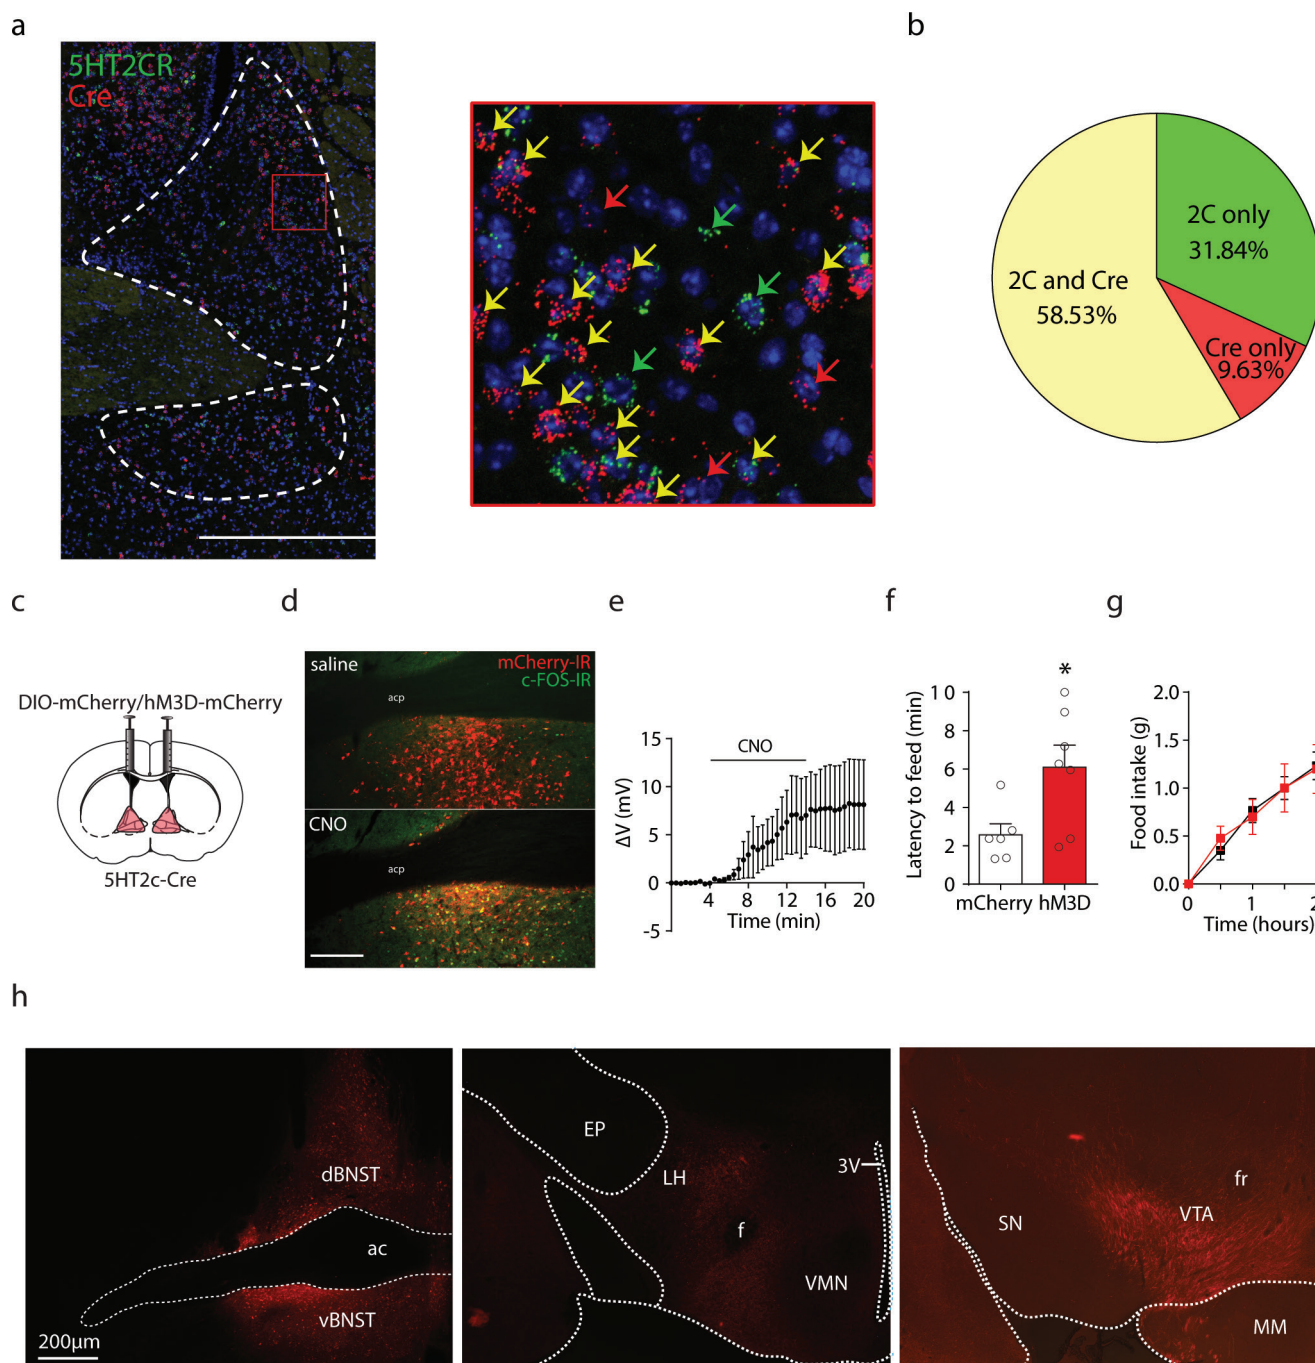 a
5HT2CR
Cre
b
2C only
31.84%
2C and Cre
58.53%
Cre only
9.63%
c
DIO-mCherry/hM3D-mCherry
5HT2c-Cre
d
saline
mCherry-IR
c-FOS-IR
acp
CNO
acp
e
CNO
15
10
5
0
-5
ΔV (mV)
4 8 12 16 20
Time (min)
f
*
10
8
6
4
2
0
Latency to feed (min)
mCherry hM3D
g
2.0
1.5
1.0
0.5
0.0
Food intake (g)
0 1 2
Time (hours)
h
dBNST
ac
vBNST
200μm
EP
LH
3V
f
VMN
fr
SN
VTA
MM